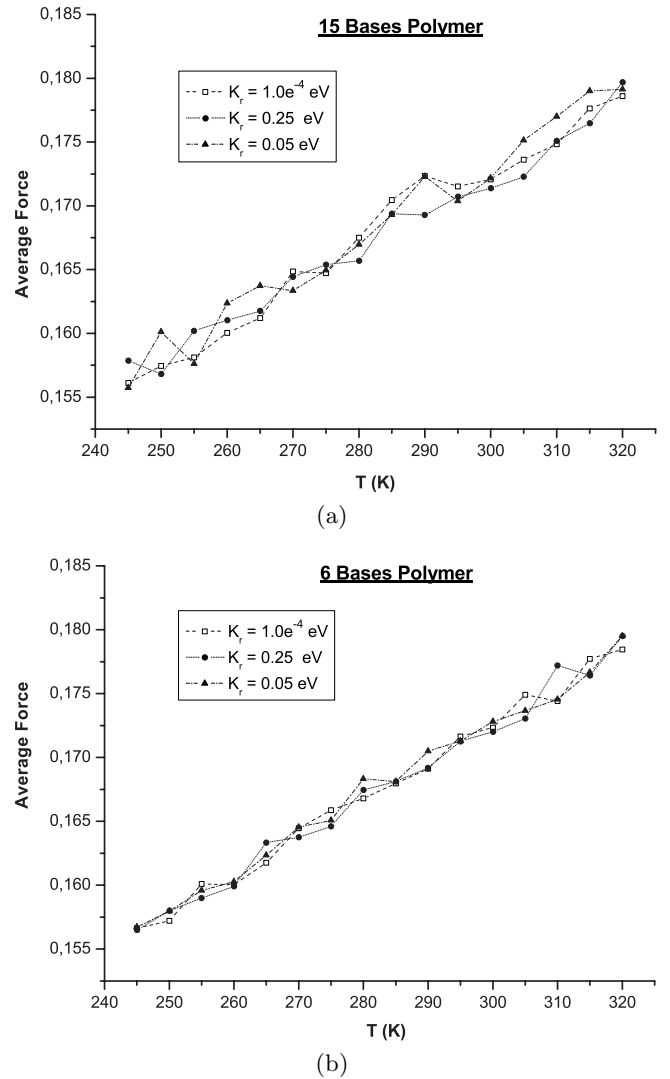 15 Bases Polymer
K_r = 1.0e^-4 eV
K_r = 0.25 eV
K_r = 0.05 eV
Average Force
0,185
0,180
0,175
0,170
0,165
0,160
0,155
240 250 260 270 280 290 300 310 320
T (K)
(a)
6 Bases Polymer
K_r = 1.0e^-4 eV
K_r = 0.25 eV
K_r = 0.05 eV
Average Force
0,185
0,180
0,175
0,170
0,165
0,160
0,155
240 250 260 270 280 290 300 310 320
T (K)
(b)